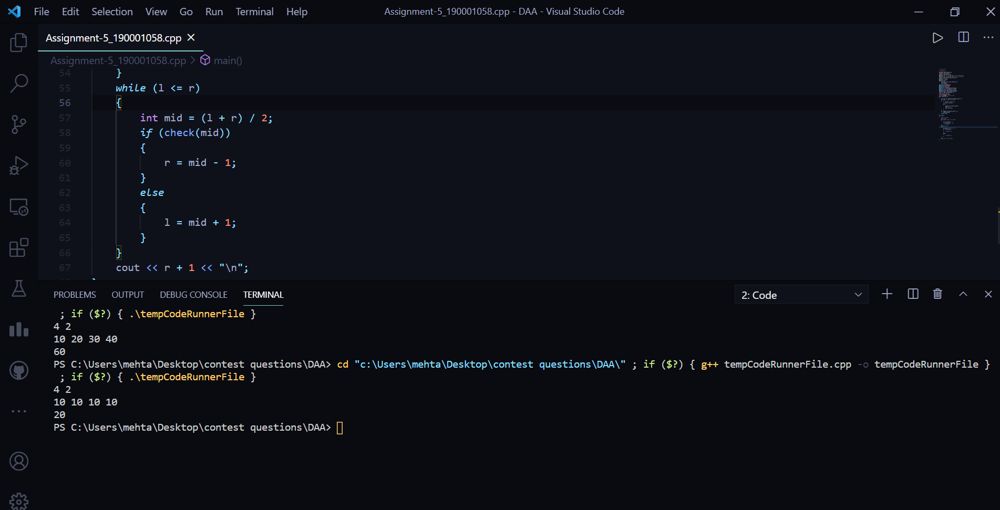 File Edit Selection View Go Run Terminal Help Assignment-5_190001058.cpp - DAA - Visual Studio Code
Assignment-5_190001058.cpp
Assignment-5_190001058.cpp > main()
54 }
55 while (l <= r)
56 {
57 int mid = (l + r) / 2;
58 if (check(mid))
59 {
60 r = mid - 1;
61 }
62 else
63 {
64 l = mid + 1;
65 }
66 }
67 cout << r + 1 << "\n";
PROBLEMS OUTPUT DEBUG CONSOLE TERMINAL 2: Code
; if ($?) { .\tempCodeRunnerFile }
4 2
10 20 30 40
60
PS C:\Users\mehta\Desktop\contest questions\DAA> cd "c:\Users\mehta\Desktop\contest questions\DAA\" ; if ($?) { g++ tempCodeRunnerFile.cpp -o tempCodeRunnerFile }
; if ($?) { .\tempCodeRunnerFile }
4 2
10 10 10 10
20
PS C:\Users\mehta\Desktop\contest questions\DAA>